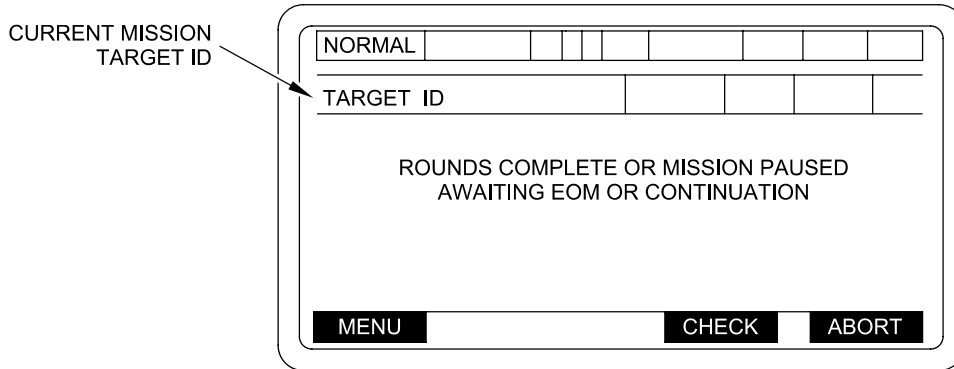 CURRENT MISSION
TARGET ID
NORMAL
TARGET ID
ROUNDS COMPLETE OR MISSION PAUSED
AWAITING EOM OR CONTINUATION
MENU CHECK ABORT